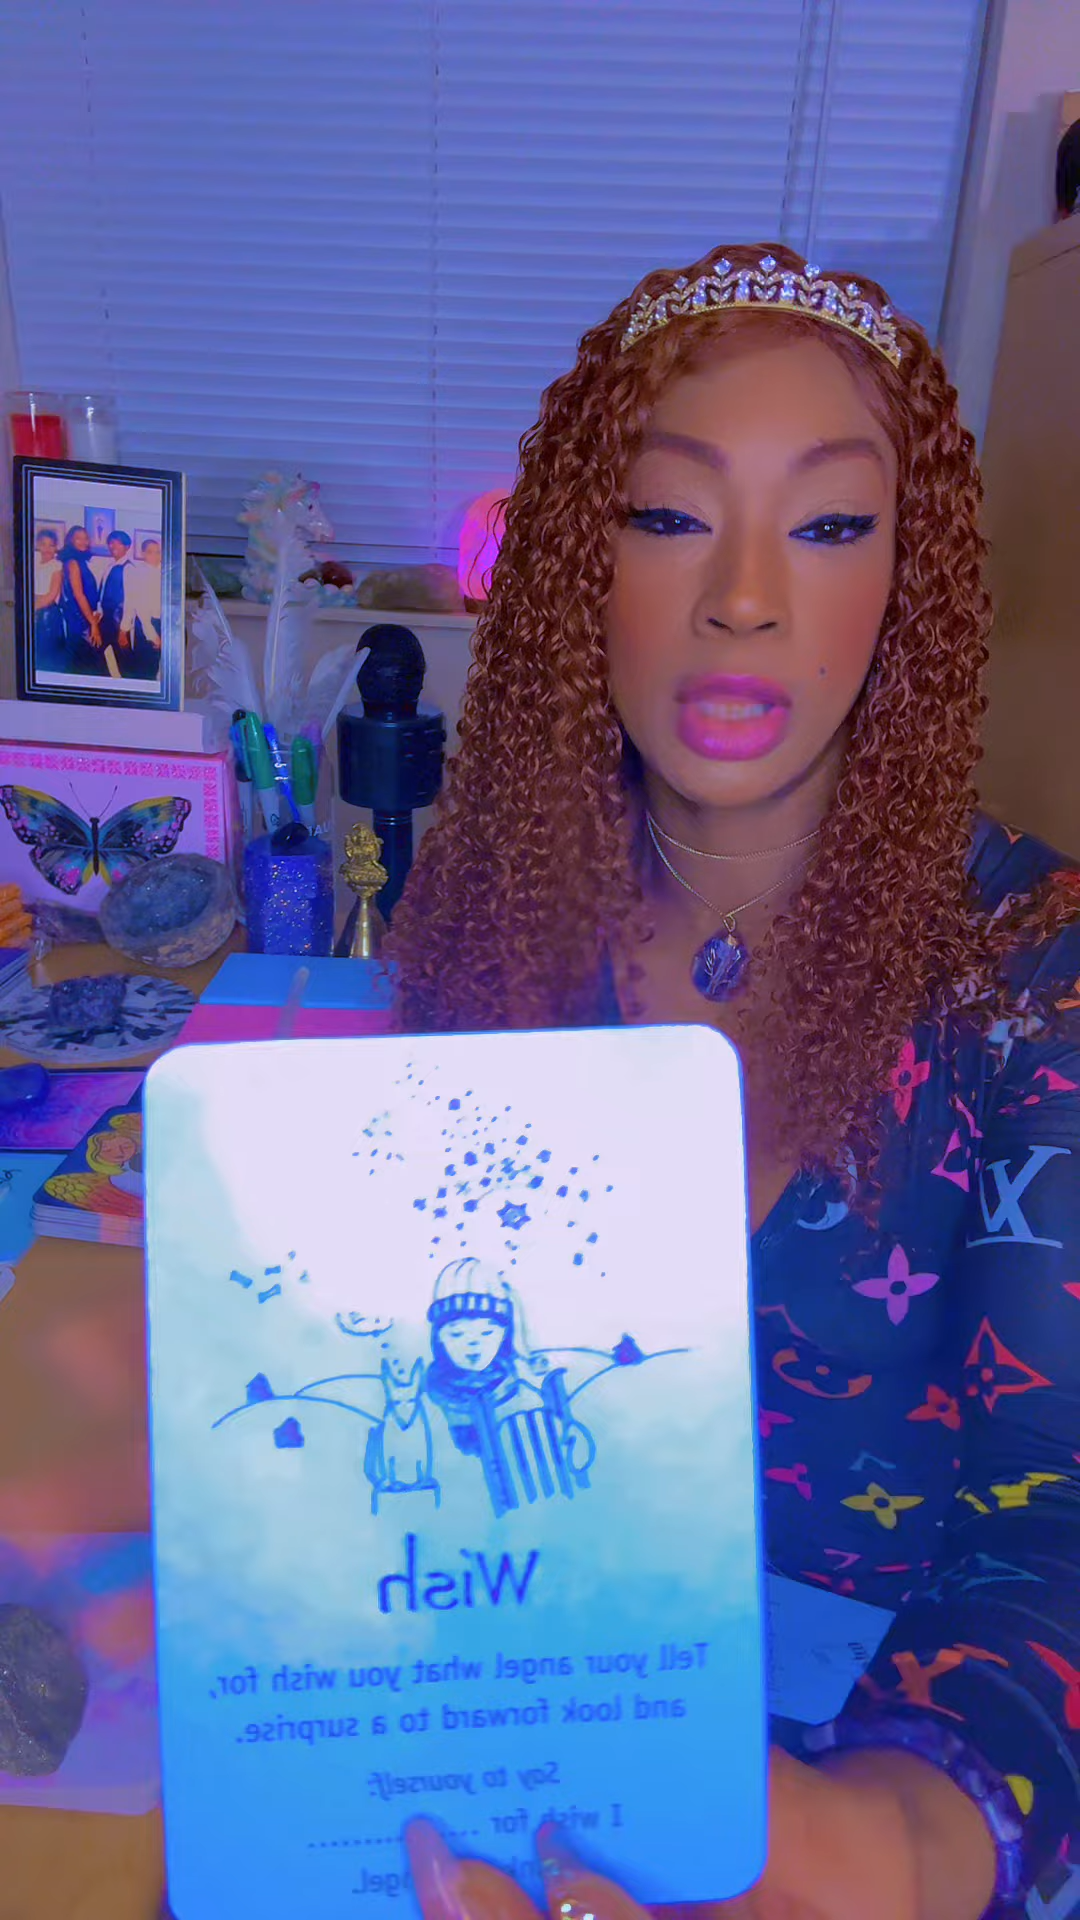 Wish
Tell your angel what you wish for,
and look forward to a surprise.
Say to yourself:
I wish for ..................